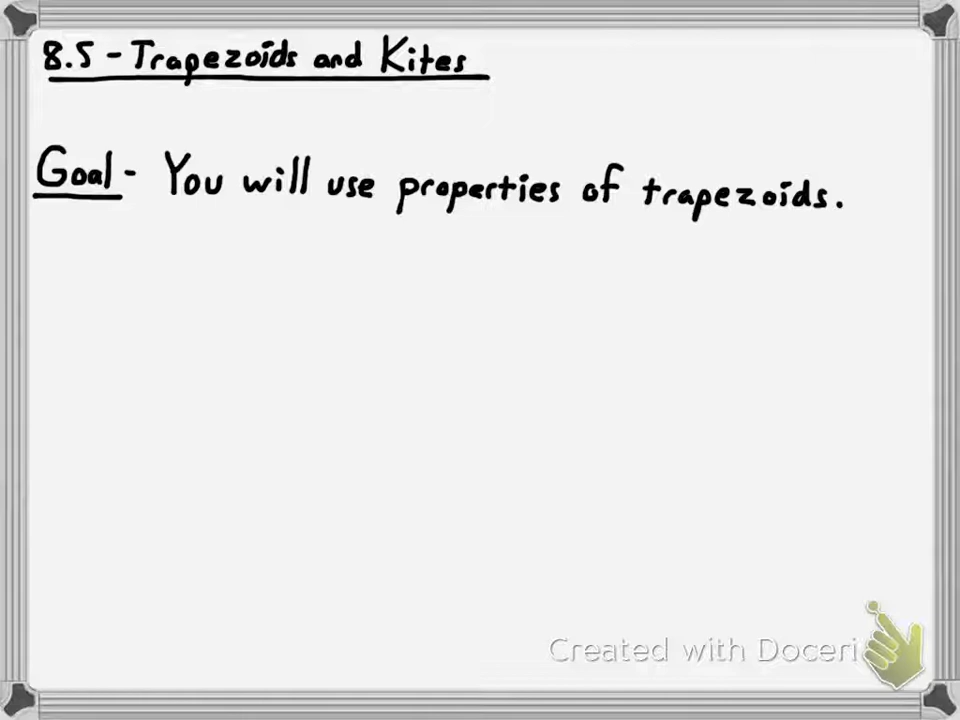 8.5 - Trapezoids and Kites
Goal - You will use properties of trapezoids.
Created with Doceri